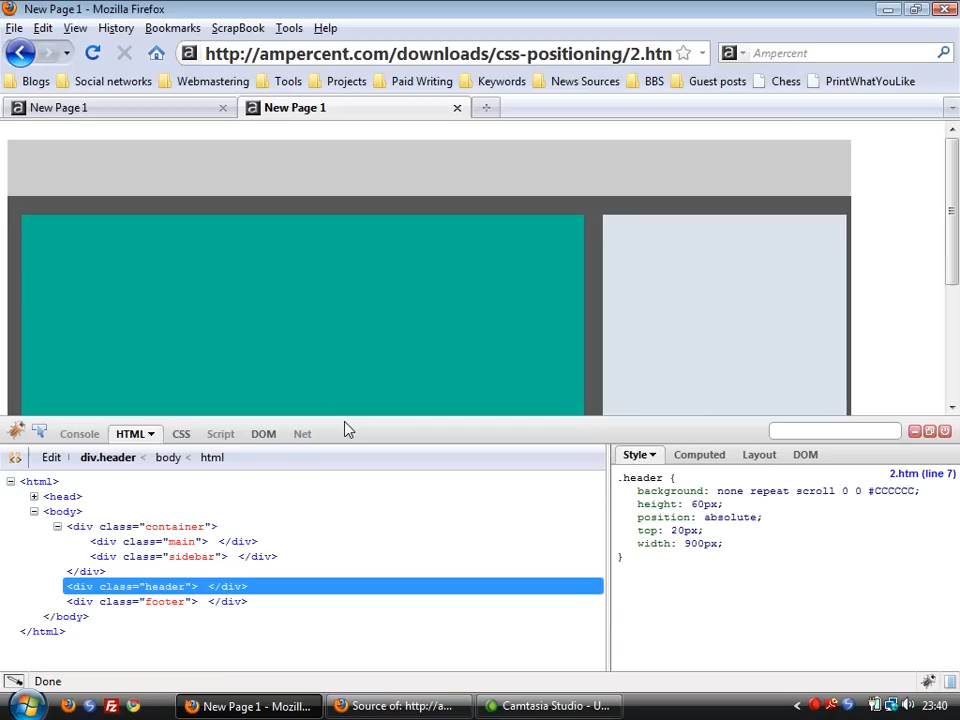 New Page 1 - Mozilla Firefox
File Edit View History Bookmarks ScrapBook Tools Help
http://ampercent.com/downloads/css-positioning/2.htn
Ampercent
Blogs Social networks Webmastering Tools Projects Paid Writing Keywords News Sources BBS Guest posts Chess PrintWhatYouLike
New Page 1 New Page 1
Console HTML CSS Script DOM Net
Edit div.header < body < html
Style Computed Layout DOM
2.htm (line 7)
<html>
<head>
<body>
<div class="container">
<div class="main"> </div>
<div class="sidebar"> </div>
</div>
<div class="header"> </div>
<div class="footer"> </div>
</body>
</html>
.header {
background: none repeat scroll 0 0 #CCCCCC;
height: 60px;
position: absolute;
top: 20px;
width: 900px;
}
Done
New Page 1 - Mozill... Source of: http://a... Camtasia Studio - U... 23:40